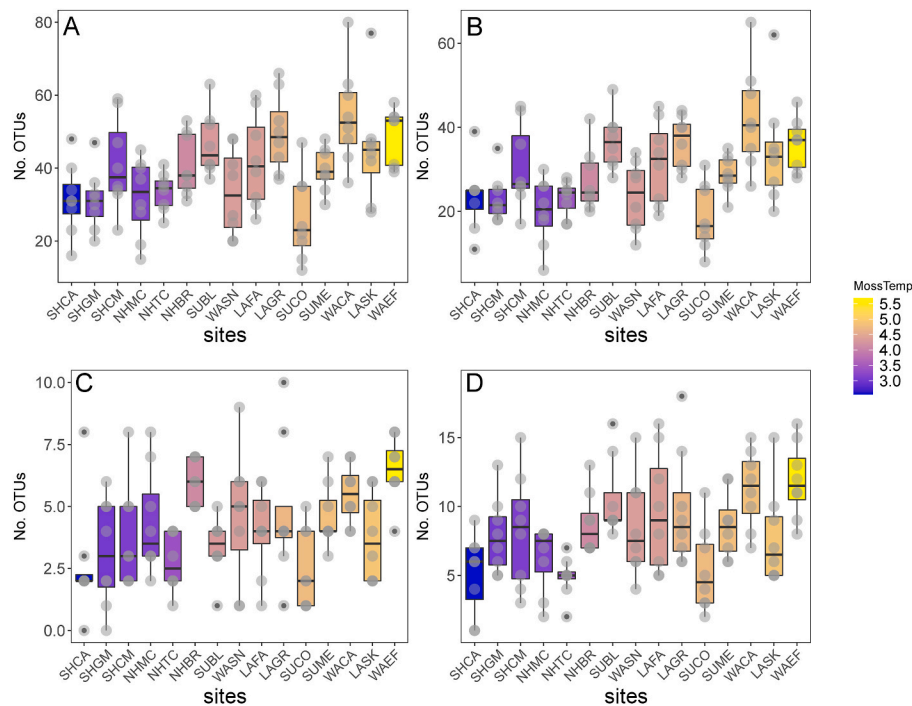 A
No. OTUs
80
60
40
20
SHCA SHGM SHCM NHMC NHTC NHBR SUBL WASN LAFA LAGR SUCO SUME WACA LASK WAEF
sites
B
No. OTUs
60
40
20
SHCA SHGM SHCM NHMC NHTC NHBR SUBL WASN LAFA LAGR SUCO SUME WACA LASK WAEF
sites
MossTemp
5.5
5.0
4.5
4.0
3.5
3.0
C
No. OTUs
10.0
7.5
5.0
2.5
0.0
SHCA SHGM SHCM NHMC NHTC NHBR SUBL WASN LAFA LAGR SUCO SUME WACA LASK WAEF
sites
D
No. OTUs
15
10
5
SHCA SHGM SHCM NHMC NHTC NHBR SUBL WASN LAFA LAGR SUCO SUME WACA LASK WAEF
sites